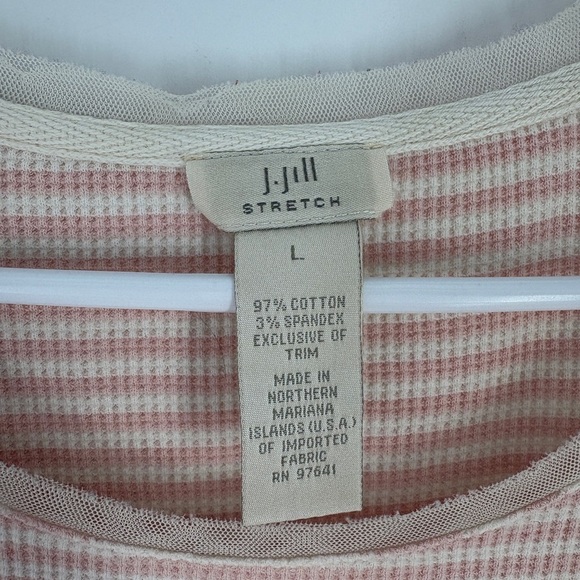 J.Jill
STRETCH
L
97% COTTON
3% SPANDEX
EXCLUSIVE OF
TRIM
MADE IN
NORTHERN
MARIANA
ISLANDS (U.S.A.)
OF IMPORTED
FABRIC
RN 97641